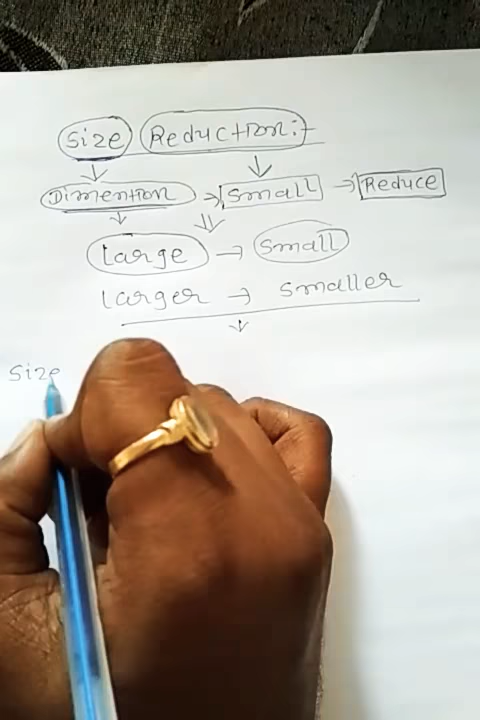 Size Reduction:-
Dimention → Small → Reduce
Large → Small
Larger → Smaller
Size